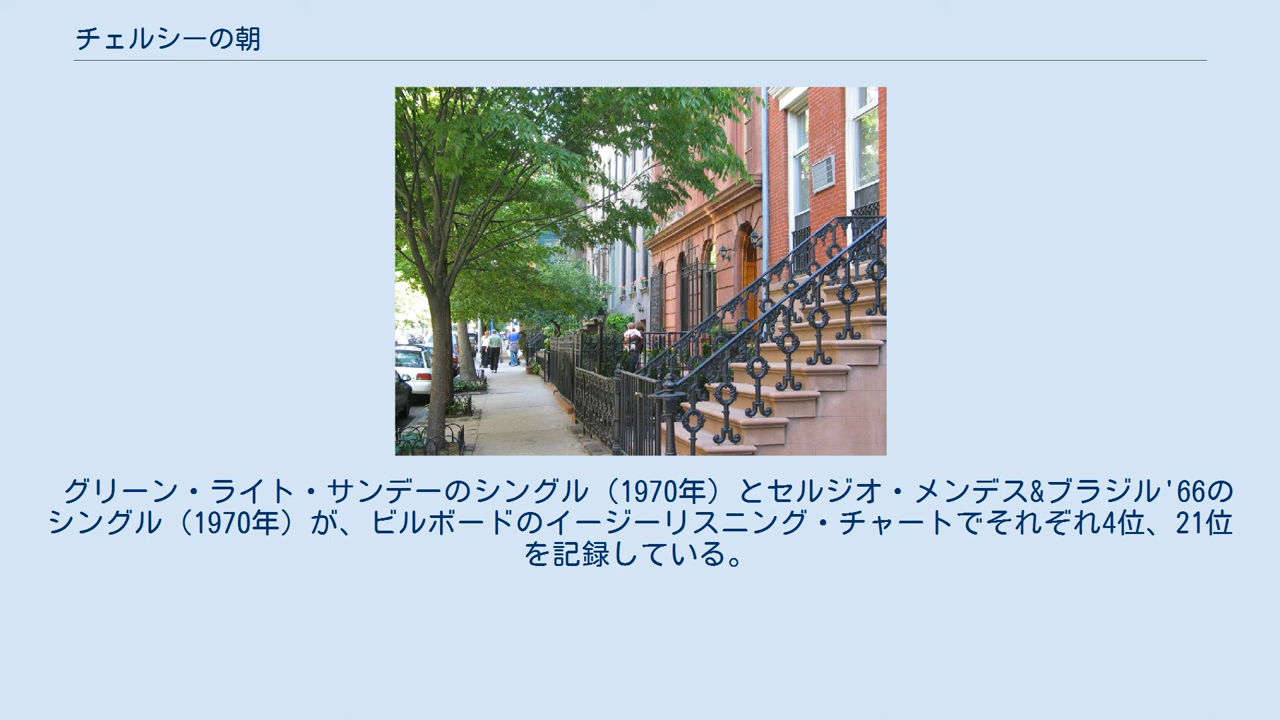 チェルシーの朝
グリーン・ライト・サンデーのシングル（1970年）とセルジオ・メンデス&ブラジル'66の
シングル（1970年）が、ビルボードのイージーリスニング・チャートでそれぞれ4位、21位
を記録している。